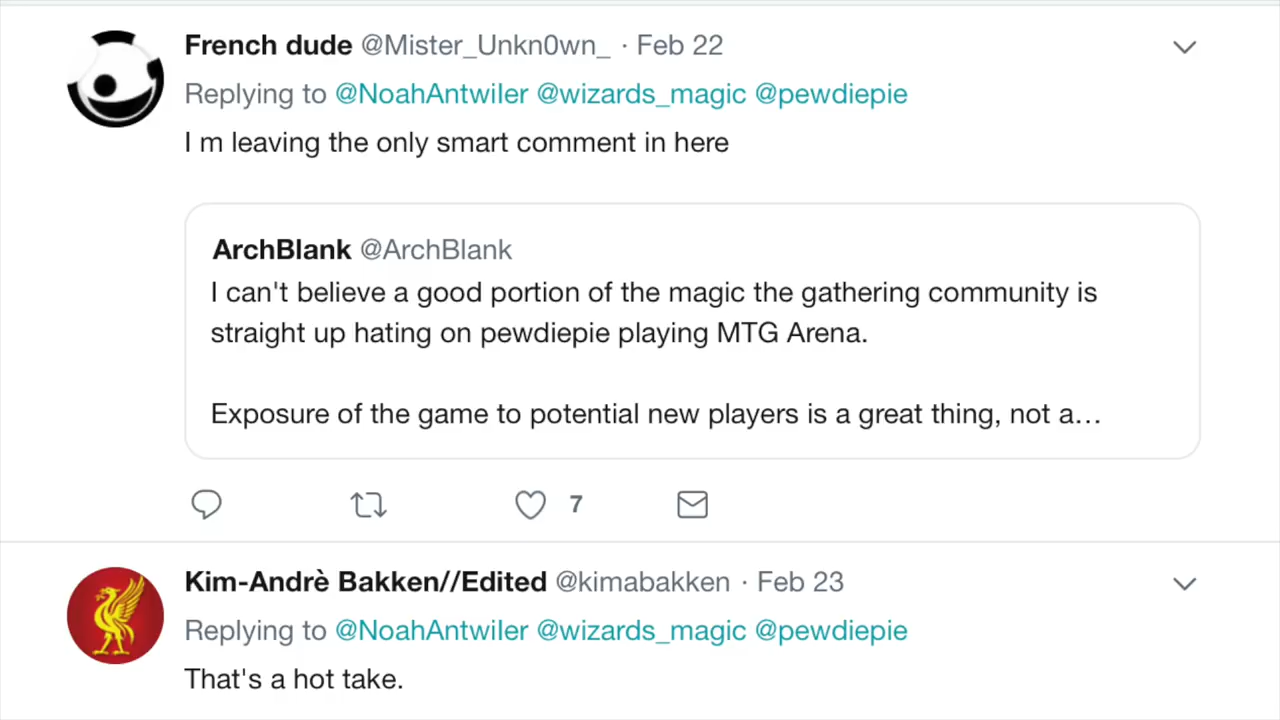 French dude @Mister_Unkn0wn_ · Feb 22
Replying to @NoahAntwiler @wizards_magic @pewdiepie
I m leaving the only smart comment in here
ArchBlank @ArchBlank
I can't believe a good portion of the magic the gathering community is
straight up hating on pewdiepie playing MTG Arena.
Exposure of the game to potential new players is a great thing, not a…
7
Kim-Andrè Bakken//Edited @kimabakken · Feb 23
Replying to @NoahAntwiler @wizards_magic @pewdiepie
That's a hot take.